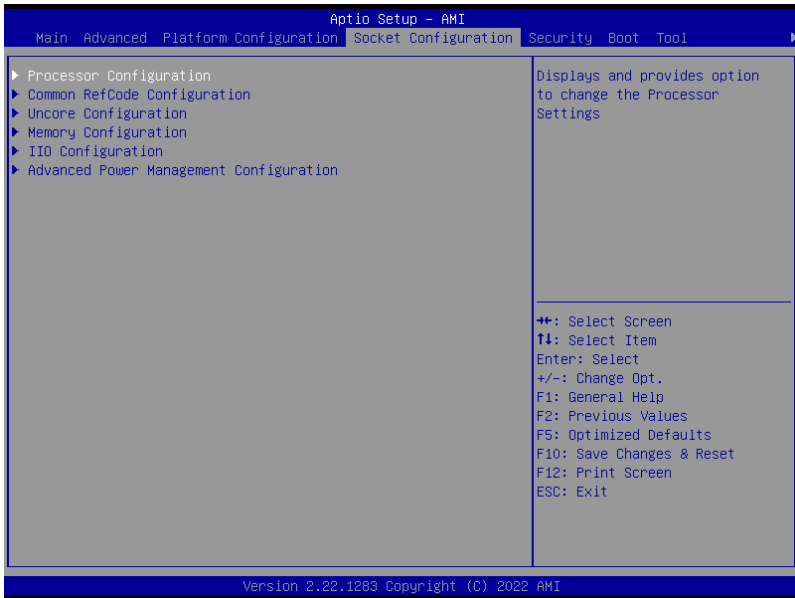 Aptio Setup – AMI
Main Advanced Platform Configuration Socket Configuration Security Boot Tool
Processor Configuration
Common RefCode Configuration
Uncore Configuration
Memory Configuration
IIO Configuration
Advanced Power Management Configuration
Displays and provides option
to change the Processor
Settings
→←: Select Screen
↑↓: Select Item
Enter: Select
+/-: Change Opt.
F1: General Help
F2: Previous Values
F5: Optimized Defaults
F10: Save Changes & Reset
F12: Print Screen
ESC: Exit
Version 2.22.1283 Copyright (C) 2022 AMI